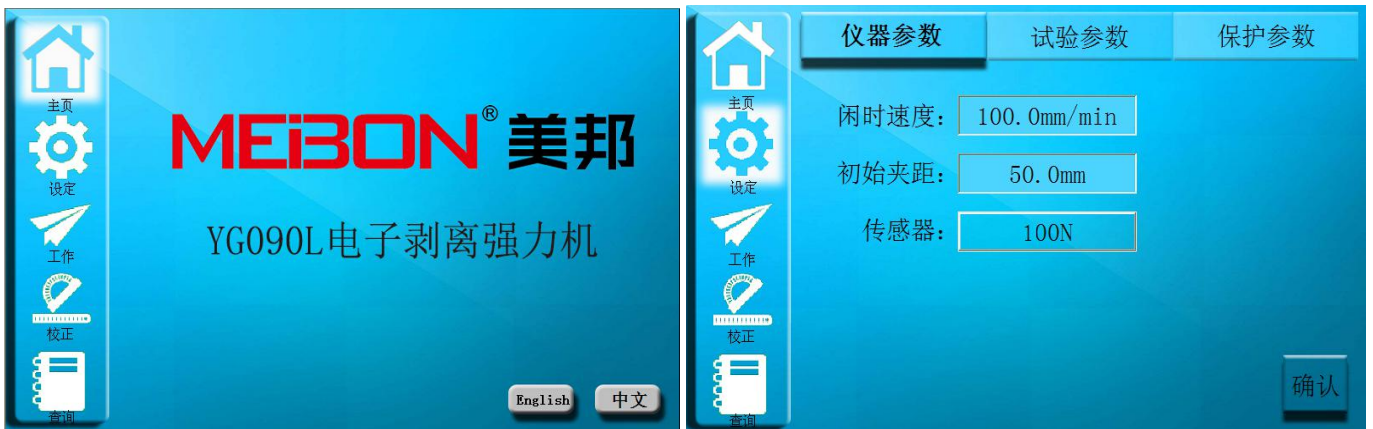 主页
设定
工作
校正
查询
MEIBON®美邦
YG090L电子剥离强力机
English
中文
主页
设定
工作
校正
查询
仪器参数
试验参数
保护参数
闲时速度: 100.0mm/min
初始夹距: 50.0mm
传感器: 100N
确认